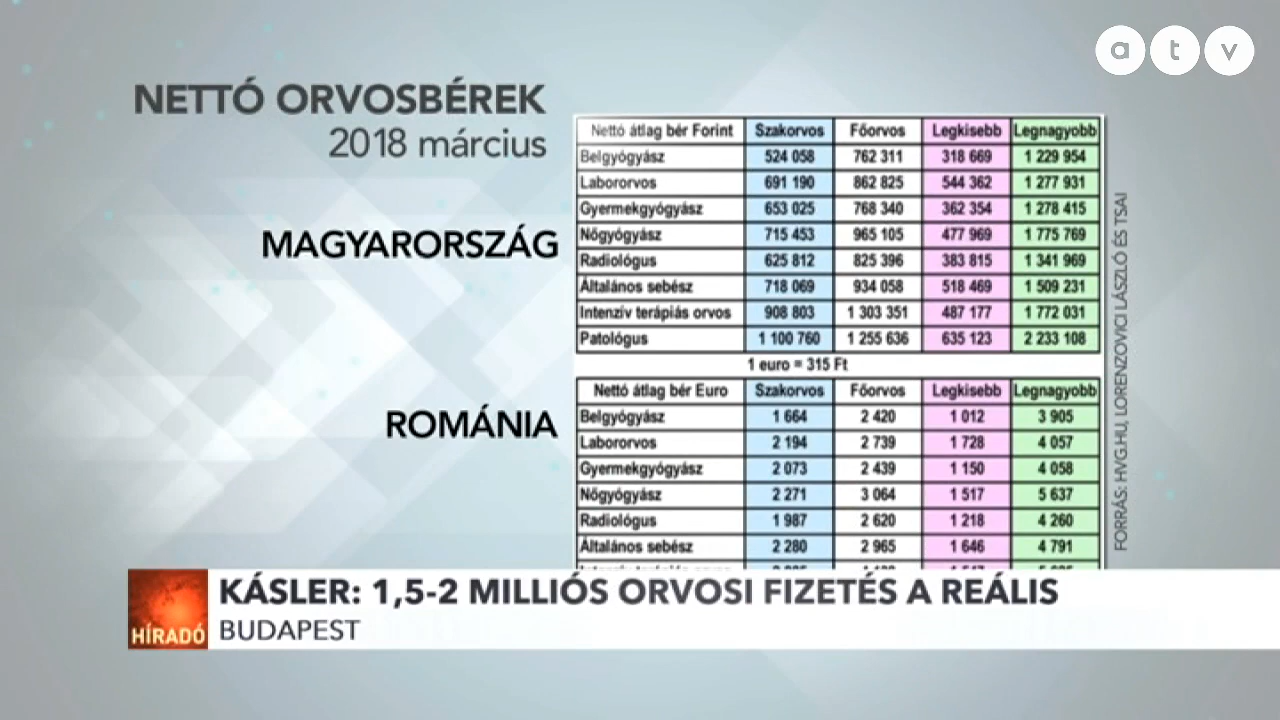 atv
NETTÓ ORVOSBÉREK
2018 március
MAGYARORSZÁG
Nettó átlag bér Forint Szakorvos Főorvos Legkisebb Legnagyobb
Belgyógyász 524 058 762 311 318 669 1 229 954
Labororvos 691 190 862 825 544 362 1 277 931
Gyermekgyógyász 653 025 768 340 362 354 1 278 415
Nőgyógyász 715 453 965 105 477 969 1 775 769
Radiológus 625 812 825 396 383 815 1 341 969
Általános sebész 718 069 934 058 518 469 1 509 231
Intenzív terápiás orvos 908 803 1 303 351 487 177 1 772 031
Patológus 1 100 760 1 255 636 635 123 2 233 108
1 euro = 315 Ft
ROMÁNIA
Nettó átlag bér Euro Szakorvos Főorvos Legkisebb Legnagyobb
Belgyógyász 1 664 2 420 1 012 3 905
Labororvos 2 194 2 739 1 728 4 057
Gyermekgyógyász 2 073 2 439 1 150 4 058
Nőgyógyász 2 271 3 064 1 517 5 637
Radiológus 1 987 2 620 1 218 4 260
Általános sebész 2 280 2 965 1 646 4 791
FORRÁS: HVG.HU, LORENZOVICI LÁSZLÓ ÉS TSAI
HÍRADÓ
KÁSLER: 1,5-2 MILLIÓS ORVOSI FIZETÉS A REÁLIS
BUDAPEST